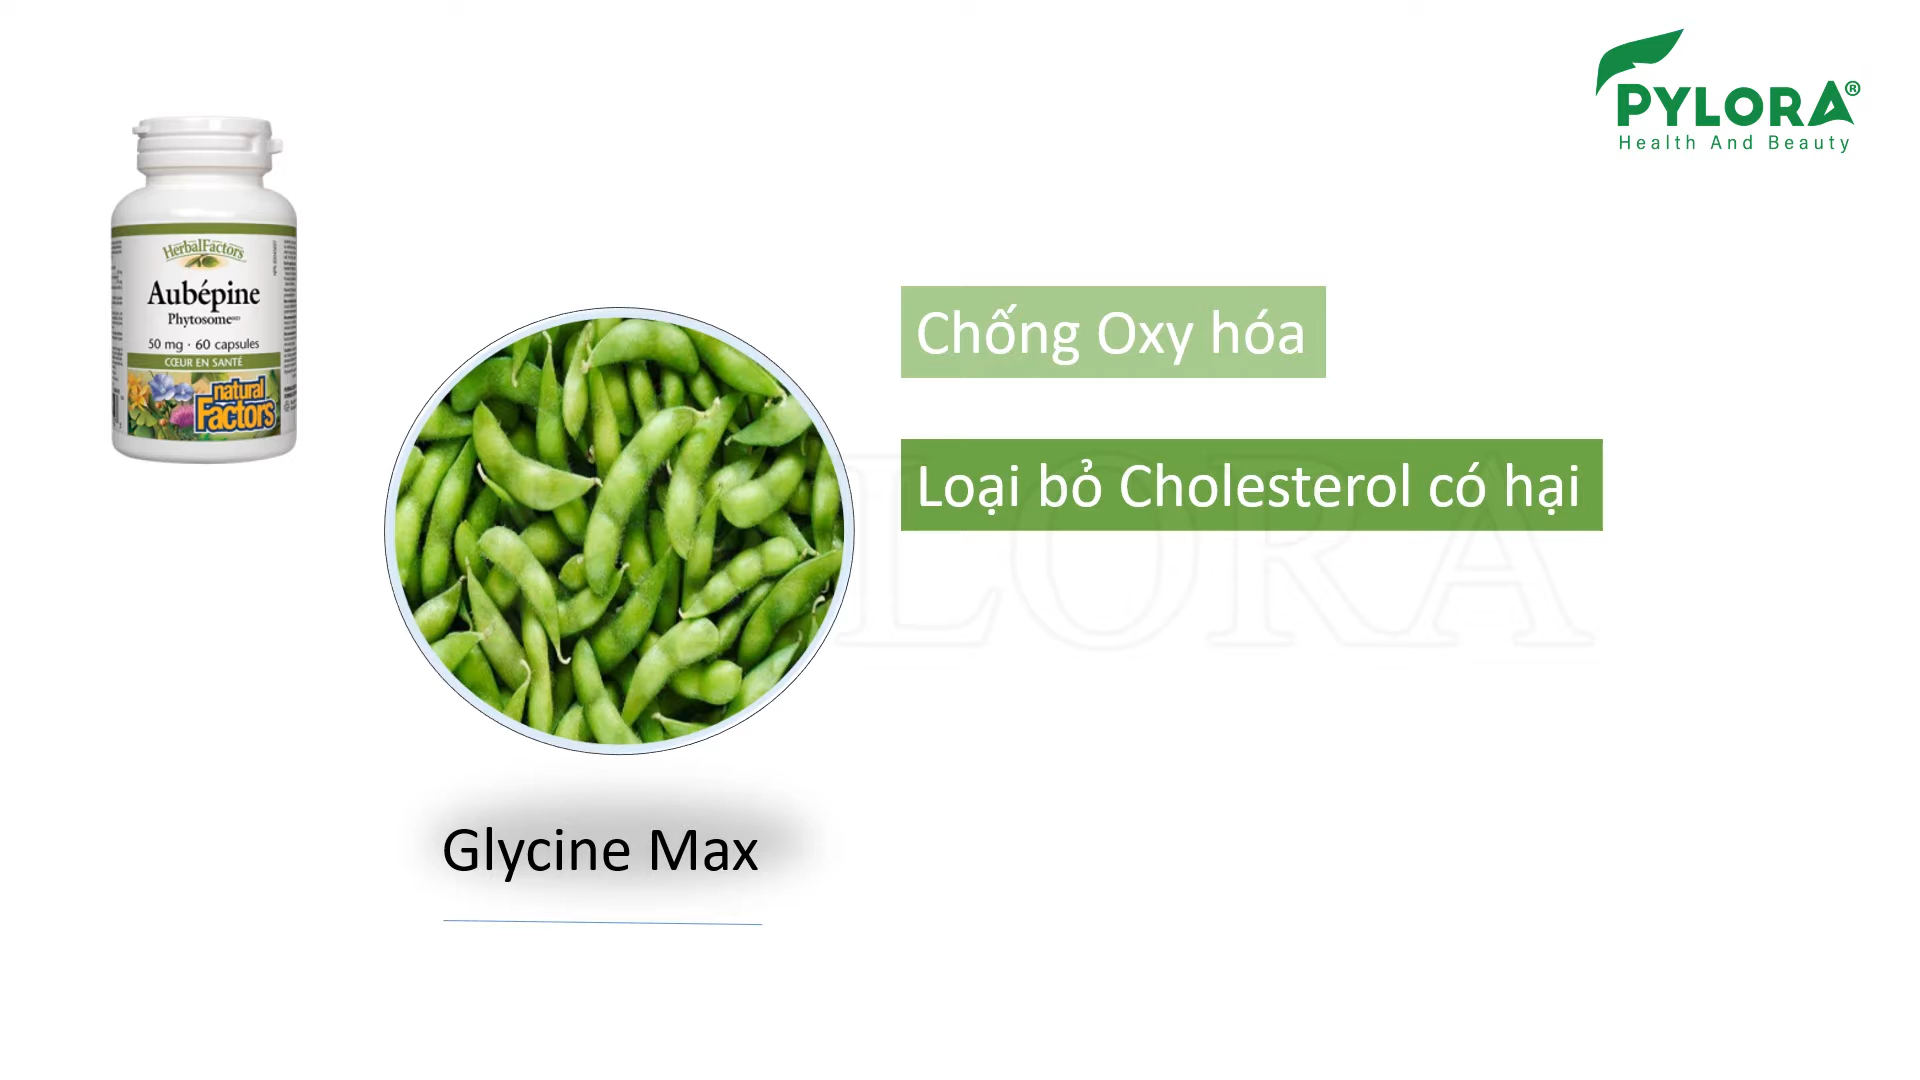 PYLORA®
Health And Beauty
HerbalFactors
Aubépine
Phytosome
50 mg · 60 capsules
CŒUR EN SANTÉ
natural
Factors
Chống Oxy hóa
Loại bỏ Cholesterol có hại
LORA
Glycine Max